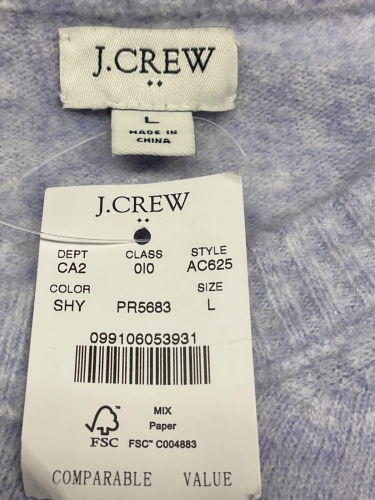 J.CREW
L
MADE IN
CHINA
J.CREW
DEPT CLASS STYLE
CA2 010 AC625
COLOR SIZE
SHY PR5683 L
099106053931
MIX
Paper
FSC FSC™ C004883
COMPARABLE VALUE